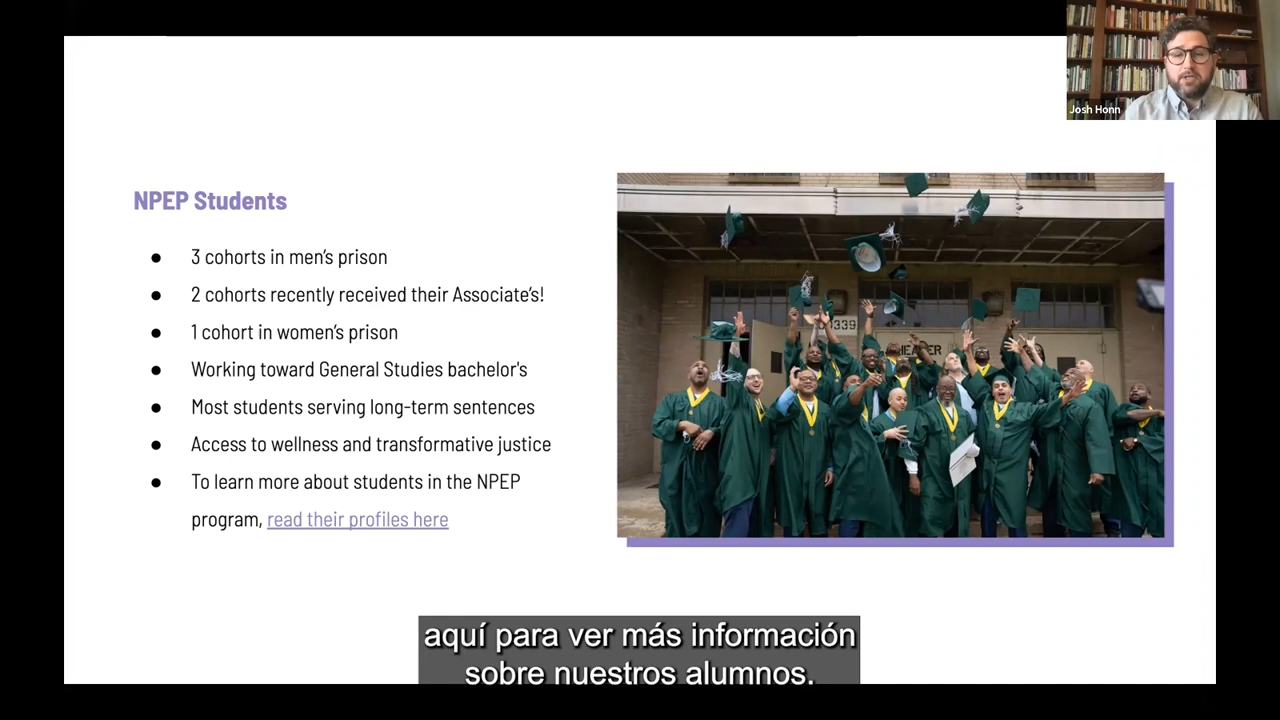 Josh Honn
NPEP Students
● 3 cohorts in men's prison
● 2 cohorts recently received their Associate's!
● 1 cohort in women's prison
● Working toward General Studies bachelor's
● Most students serving long-term sentences
● Access to wellness and transformative justice
● To learn more about students in the NPEP
program, read their profiles here
339
aquí para ver más información
sobre nuestros alumnos.